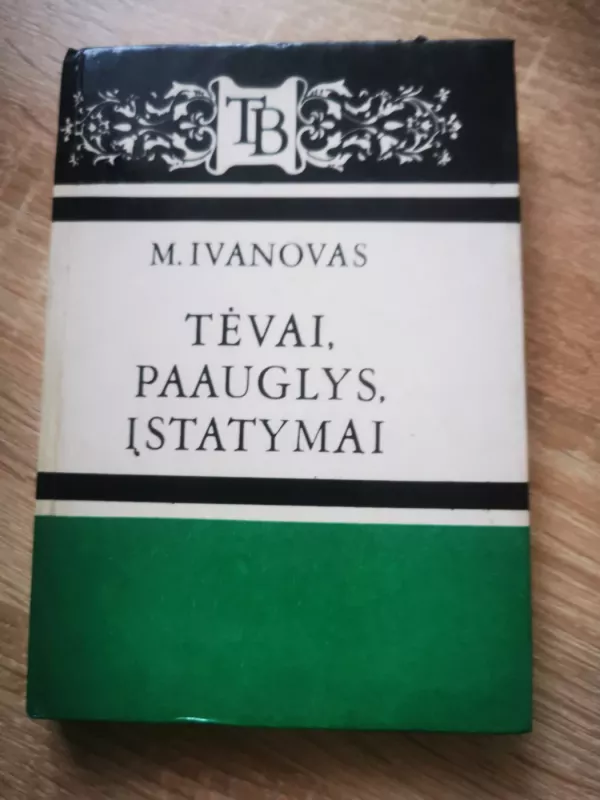 TB
M. IVANOVAS
TĖVAI,
PAAUGLYS,
ĮSTATYMAI